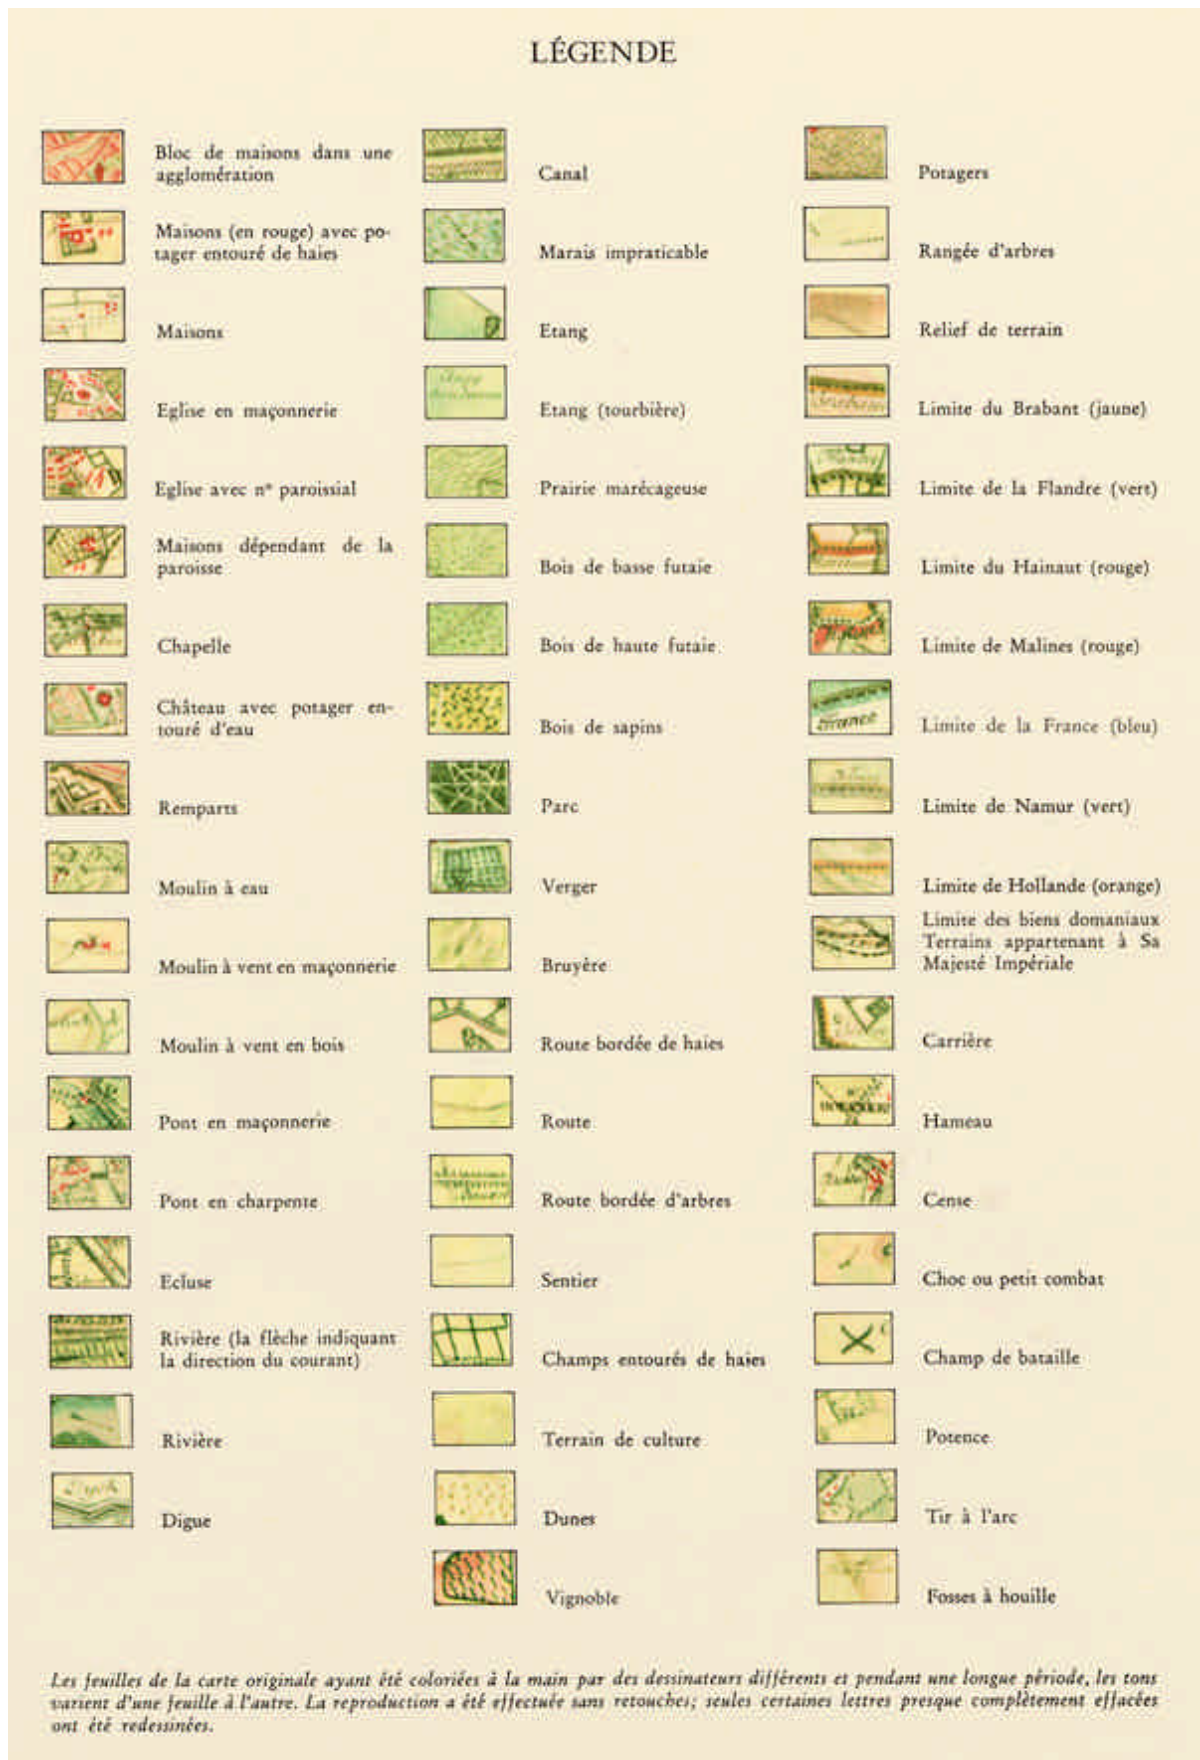 LÉGENDE
Bloc de maisons dans une
agglomération
Maisons (en rouge) avec po-
tager entouré de haies
Maisons
Eglise en maçonnerie
Eglise avec n° paroissial
Maisons dépendant de la
paroisse
Chapelle
Château avec potager en-
touré d'eau
Remparts
Moulin à eau
Moulin à vent en maçonnerie
Moulin à vent en bois
Pont en maçonnerie
Pont en charpente
Ecluse
Rivière (la flèche indiquant
la direction du courant)
Rivière
Digue
Canal
Marais impraticable
Etang
Etang (tourbière)
Prairie marécageuse
Bois de basse futaie
Bois de haute futaie
Bois de sapins
Parc
Verger
Bruyère
Route bordée de haies
Route
Route bordée d'arbres
Sentier
Champs entourés de haies
Terrain de culture
Dunes
Vignoble
Potagers
Rangée d'arbres
Relief de terrain
Limite du Brabant (jaune)
Limite de la Flandre (vert)
Limite du Hainaut (rouge)
Limite de Malines (rouge)
france
Limite de la France (bleu)
Limite de Namur (vert)
Limite de Hollande (orange)
Limite des biens domaniaux
Terrains appartenant à Sa
Majesté Impériale
Carrière
Hameau
Cense
Choc ou petit combat
Champ de bataille
Potence
Tir à l'arc
Fosses à houille
Les feuilles de la carte originale ayant été coloriées à la main par des dessinateurs différents et pendant une longue période, les tons
varient d'une feuille à l'autre. La reproduction a été effectuée sans retouches; seules certaines lettres presque complètement effacées
ont été redessinées.